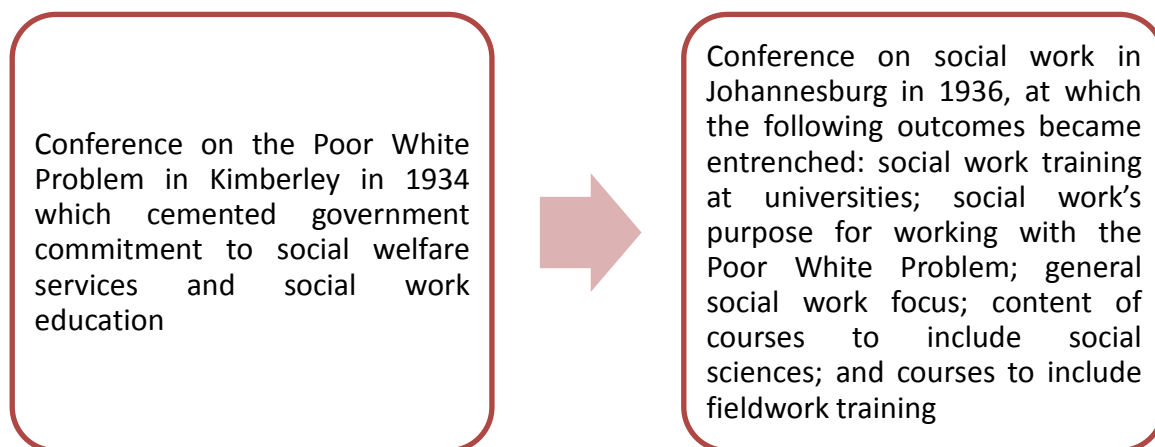 Conference on the Poor White
Problem in Kimberley in 1934
which cemented government
commitment to social welfare
services and social work
education
Conference on social work in
Johannesburg in 1936, at which
the following outcomes became
entrenched: social work training
at universities; social work’s
purpose for working with the
Poor White Problem; general
social work focus; content of
courses to include social
sciences; and courses to include
fieldwork training